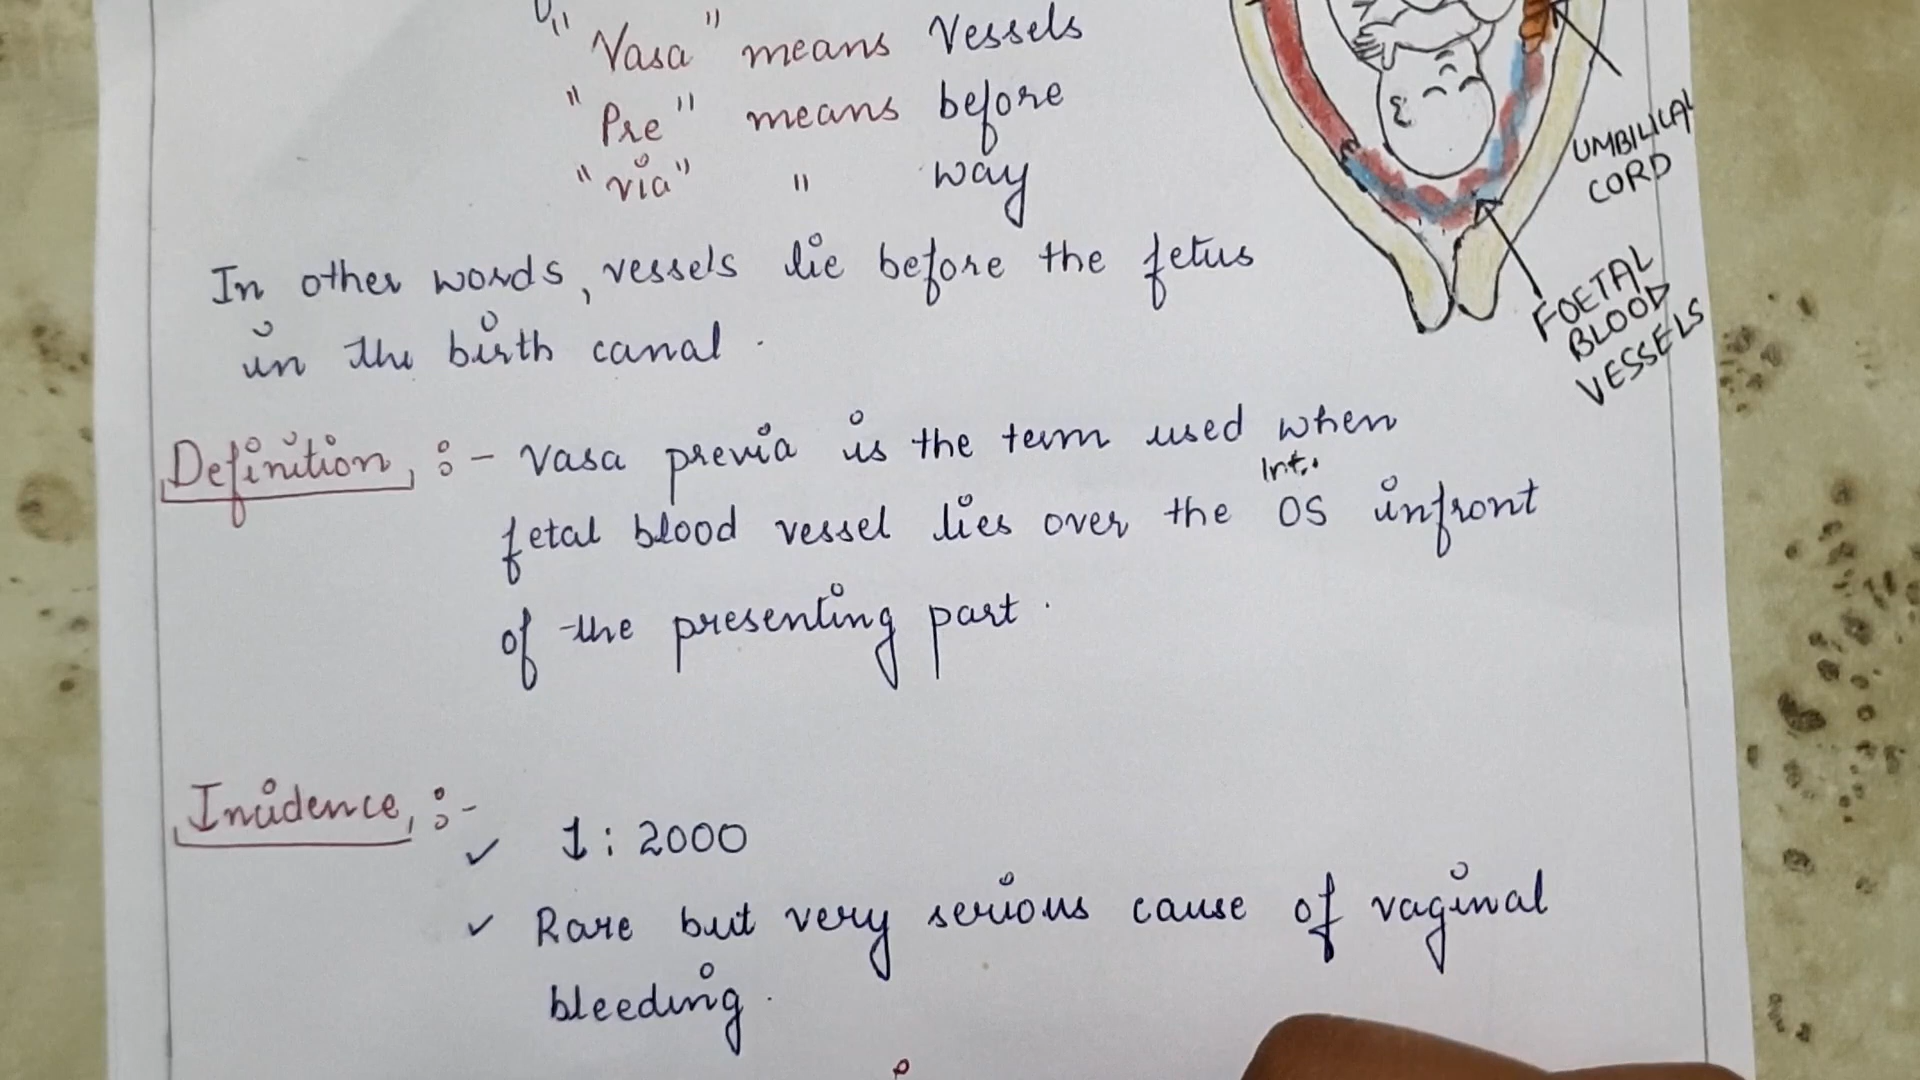 "Vasa" means Vessels
"Pre" means before
"via" " way
In other words, vessels lie before the fetus
in the birth canal.
Definition, :- Vasa previa is the term used when
Int..
fetal blood vessel lies over the OS infront
of the presenting part.
Incidence, :-
✓ 1 : 2000
✓ Rare but very serious cause of vaginal
bleeding.
UMBILICAL
CORD
FOETAL
BLOOD
VESSELS